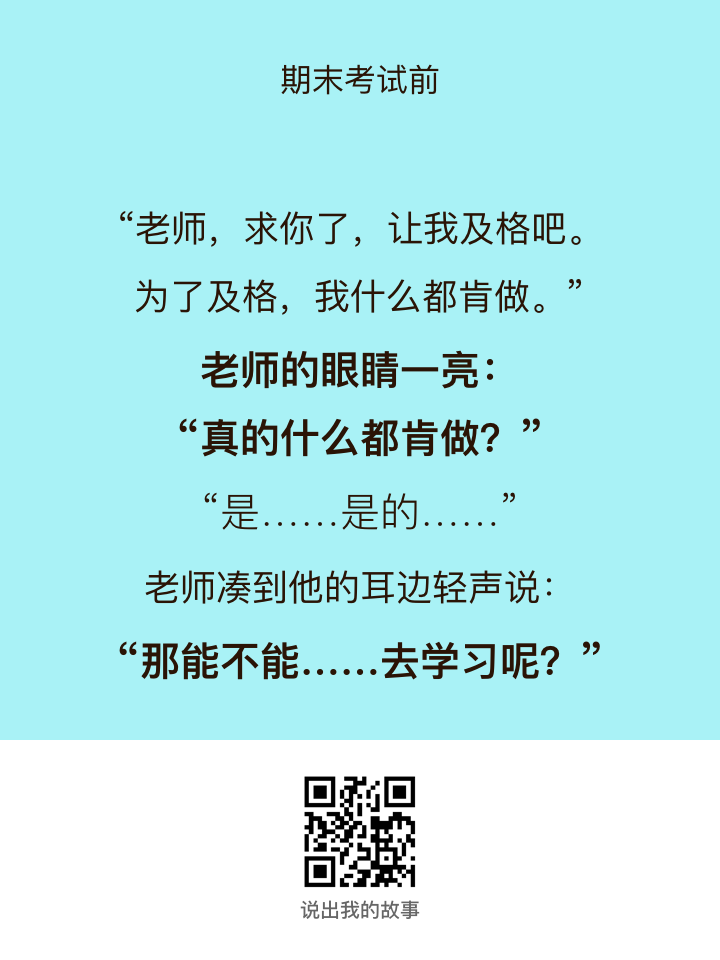 期末考试前
“老师，求你了，让我及格吧。
为了及格，我什么都肯做。”
老师的眼睛一亮：
“真的什么都肯做？”
“是……是的……”
老师凑到他的耳边轻声说：
“那能不能……去学习呢？”
说出我的故事